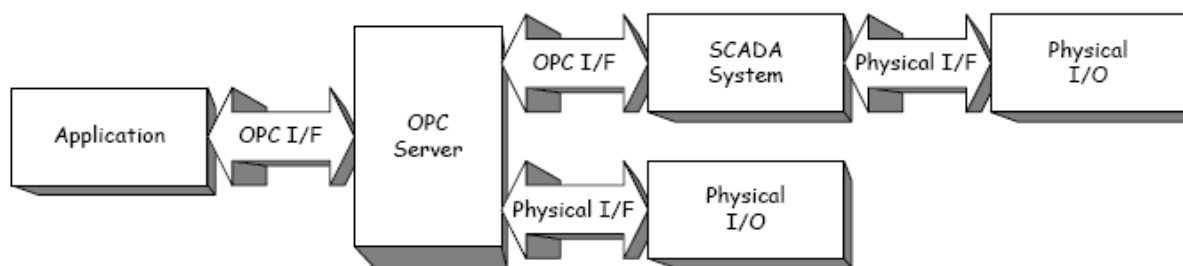 Application
OPC I/F
OPC
Server
OPC I/F
SCADA
System
Physical I/F
Physical
I/O
Physical I/F
Physical
I/O